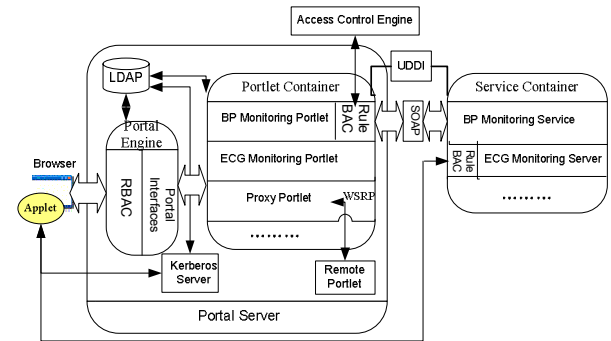 Access Control Engine
UDDI
LDAP
Portlet Container
Service Container
BP Monitoring Portlet
Rule
BAC
SOAP
BP Monitoring Service
Portal
Engine
ECG Monitoring Portlet
Rule
BAC
ECG Monitoring Server
Browser
RBAC
Portal
Interfaces
Proxy Portlet
WSRP
Applet
.........
........
Kerberos
Server
Remote
Portlet
Portal Server